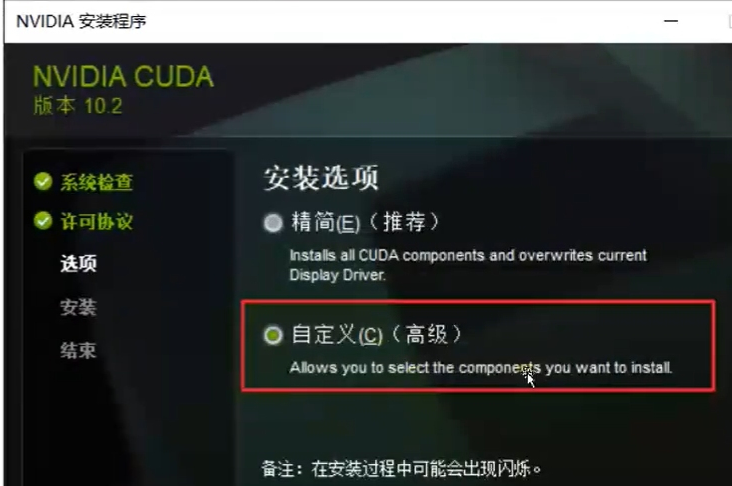 NVIDIA 安装程序
NVIDIA CUDA
版本 10.2
系统检查
许可协议
选项
安装
结束
安装选项
精简(E)（推荐）
Installs all CUDA components and overwrites current
Display Driver.
自定义(C)（高级）
Allows you to select the components you want to install.
备注：在安装过程中可能会出现闪烁。